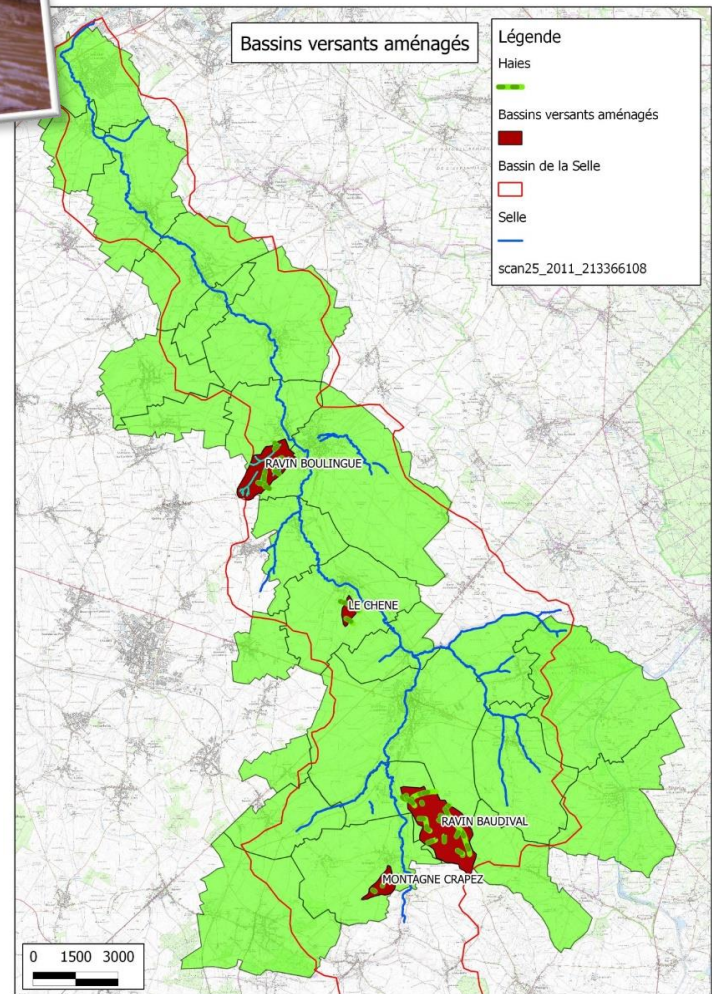 Bassins versants aménagés
Légende
Haies
Bassins versants aménagés
Bassin de la Selle
Selle
scan25_2011_213366108
RAVIN BOULINGUE
LE CHENE
RAVIN BAUDIVAL
MONTAGNE CRAPEZ
0 1500 3000